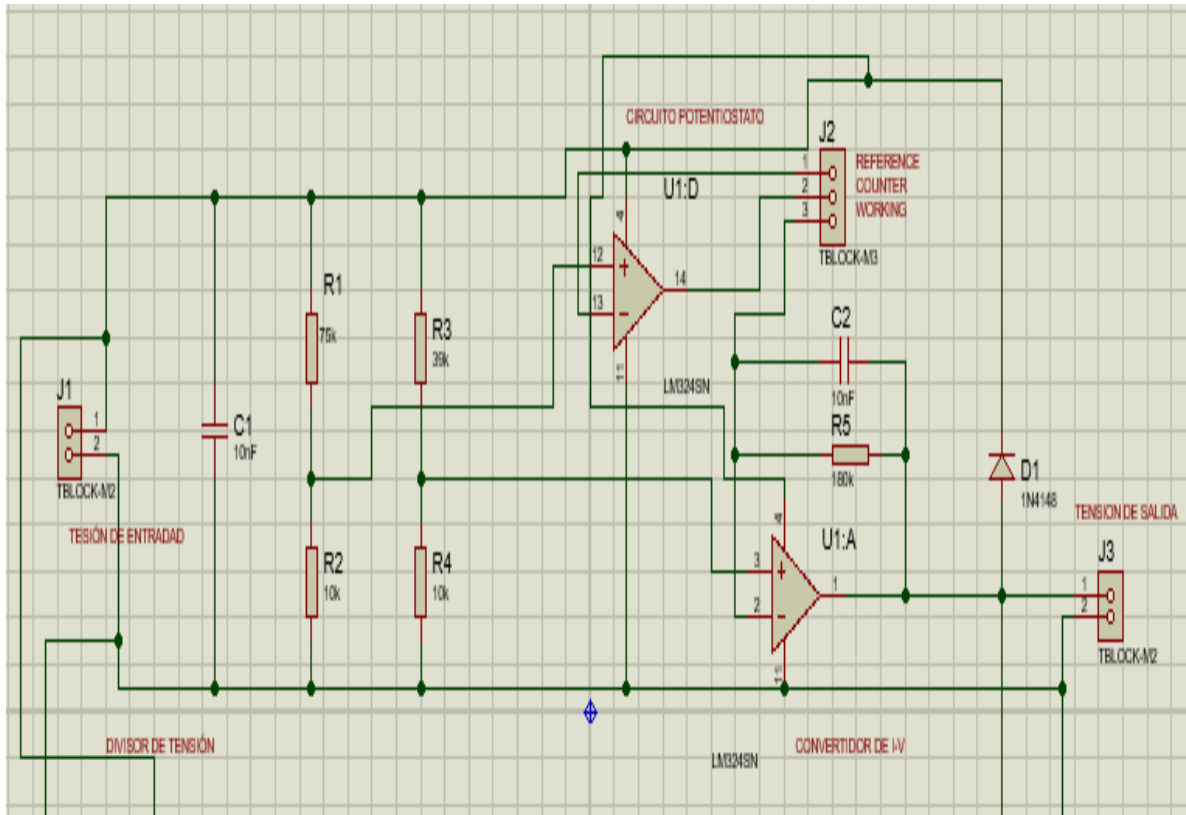 CIRCUITO POTENTIOSTATO
J2
1
2
3
REFERENCE
COUNTER
WORKING
TBLOCK-M3
U1:D
4
12
13
14
11
LM324SN
R1
75k
R3
39k
C2
10nF
R5
180k
J1
1
2
TBLOCK-M2
TESIÓN DE ENTRADAD
C1
10nF
D1
1N4148
TENSION DE SALIDA
J3
1
2
TBLOCK-M2
U1:A
4
3
2
1
11
R2
10k
R4
10k
DIVISOR DE TENSIÓN
LM324SN
CONVERTIDOR DE I-V